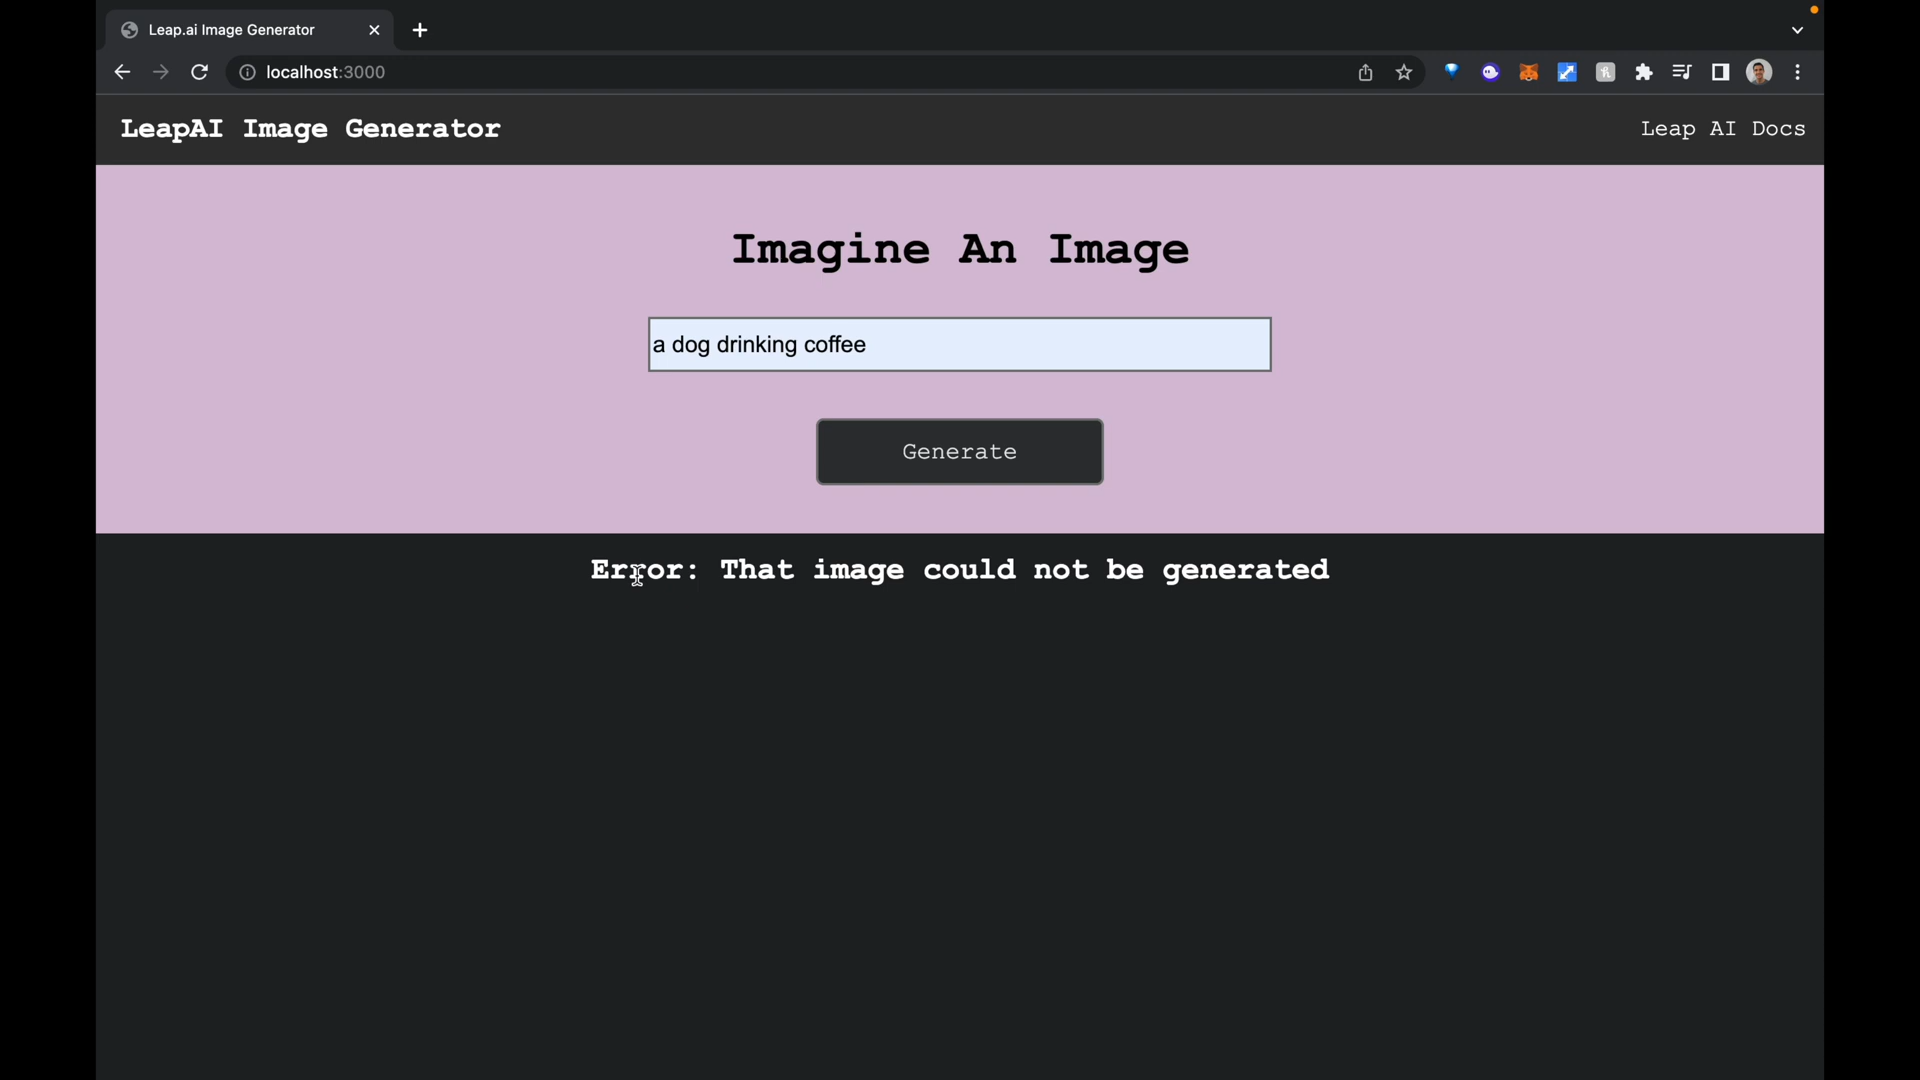 Leap.ai Image Generator
localhost:3000
LeapAI Image Generator
Leap AI Docs
Imagine An Image
a dog drinking coffee
Generate
Error: That image could not be generated